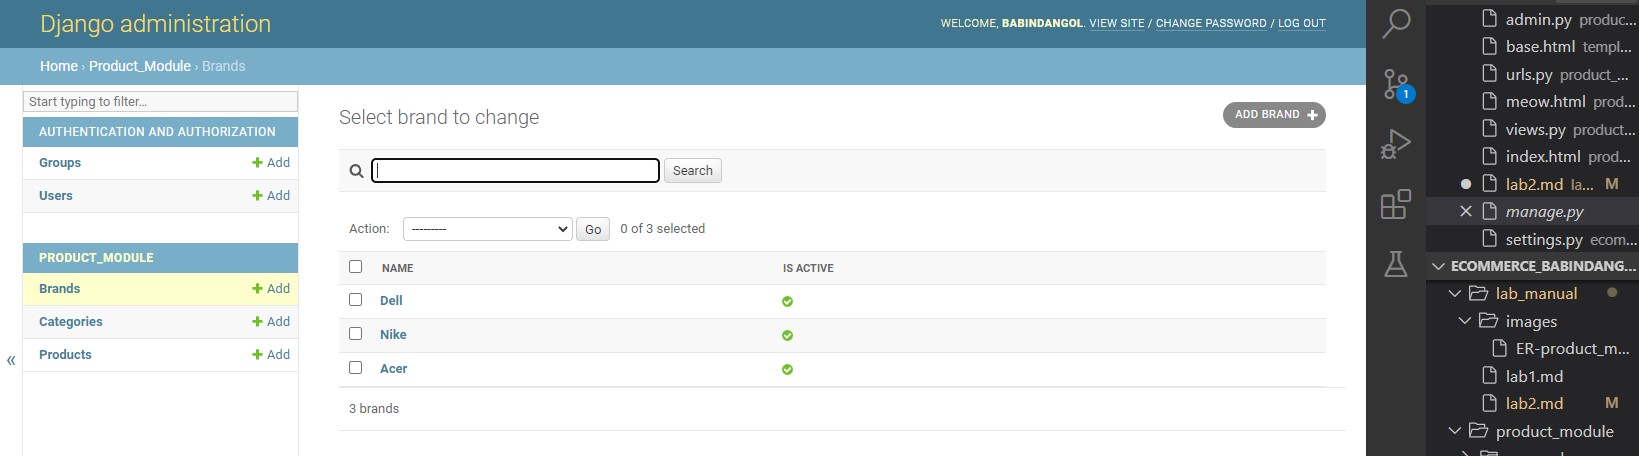 Django administration
WELCOME, BABINDANGOL. VIEW SITE / CHANGE PASSWORD / LOG OUT
Home › Product_Module › Brands
Start typing to filter...
AUTHENTICATION AND AUTHORIZATION
Groups + Add
Users + Add
PRODUCT_MODULE
Brands + Add
Categories + Add
Products + Add
«
Select brand to change
ADD BRAND +
Search
Action: --------- Go 0 of 3 selected
NAME IS ACTIVE
Dell
Nike
Acer
3 brands
1
admin.py produc...
base.html templ...
urls.py product_...
meow.html prod...
views.py product...
index.html prod...
lab2.md la... M
manage.py
settings.py ecom...
ECOMMERCE_BABINDANG...
lab_manual
images
ER-product_m...
lab1.md
lab2.md M
product_module